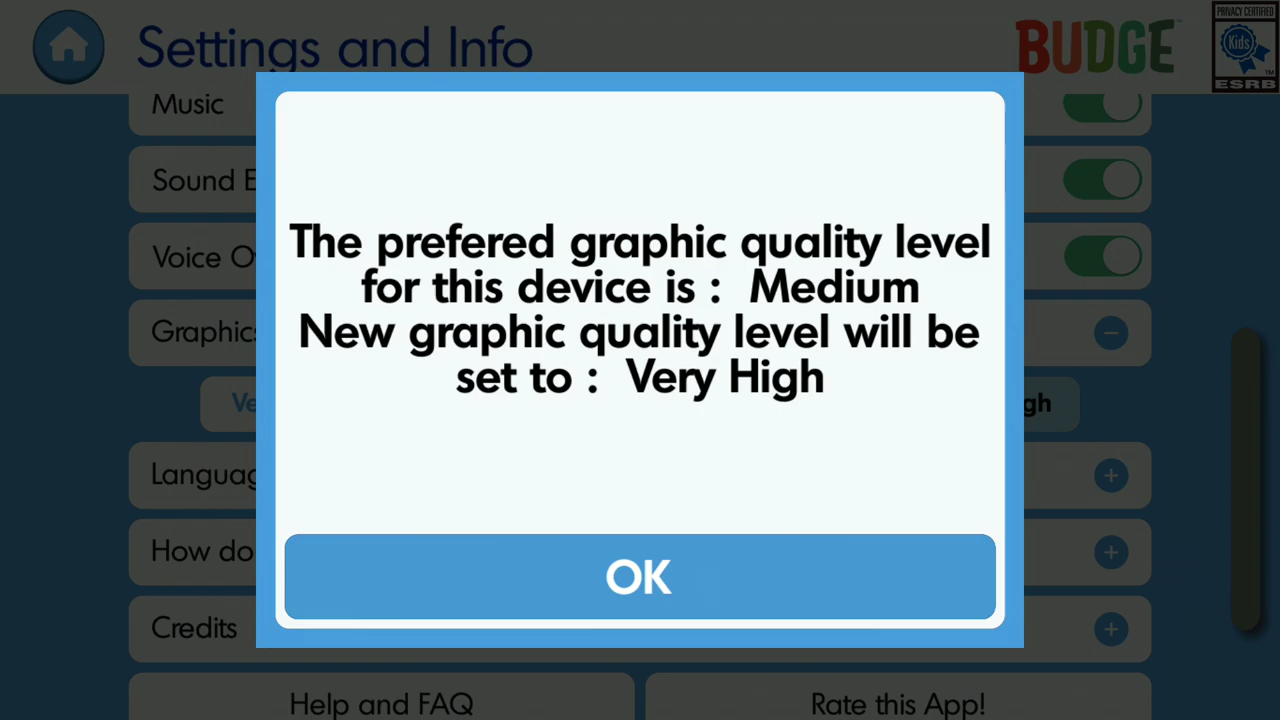 Settings and Info
BUDGE
PRIVACY CERTIFIED
Kids
ESRB
Music
Sound
Voice
The prefered graphic quality level
for this device is : Medium
New graphic quality level will be
set to : Very High
Graphics
Languag
How do
Credits
OK
Help and FAQ
Rate this App!